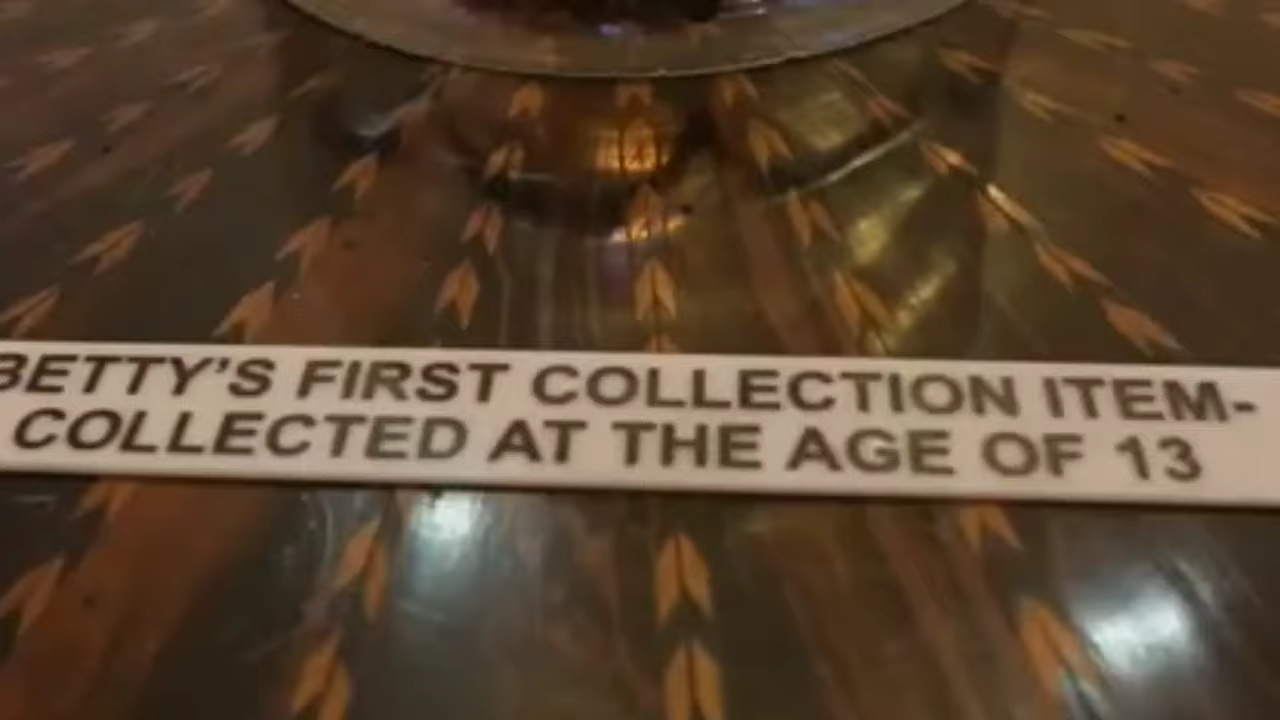 BETTY'S FIRST COLLECTION ITEM-
COLLECTED AT THE AGE OF 13